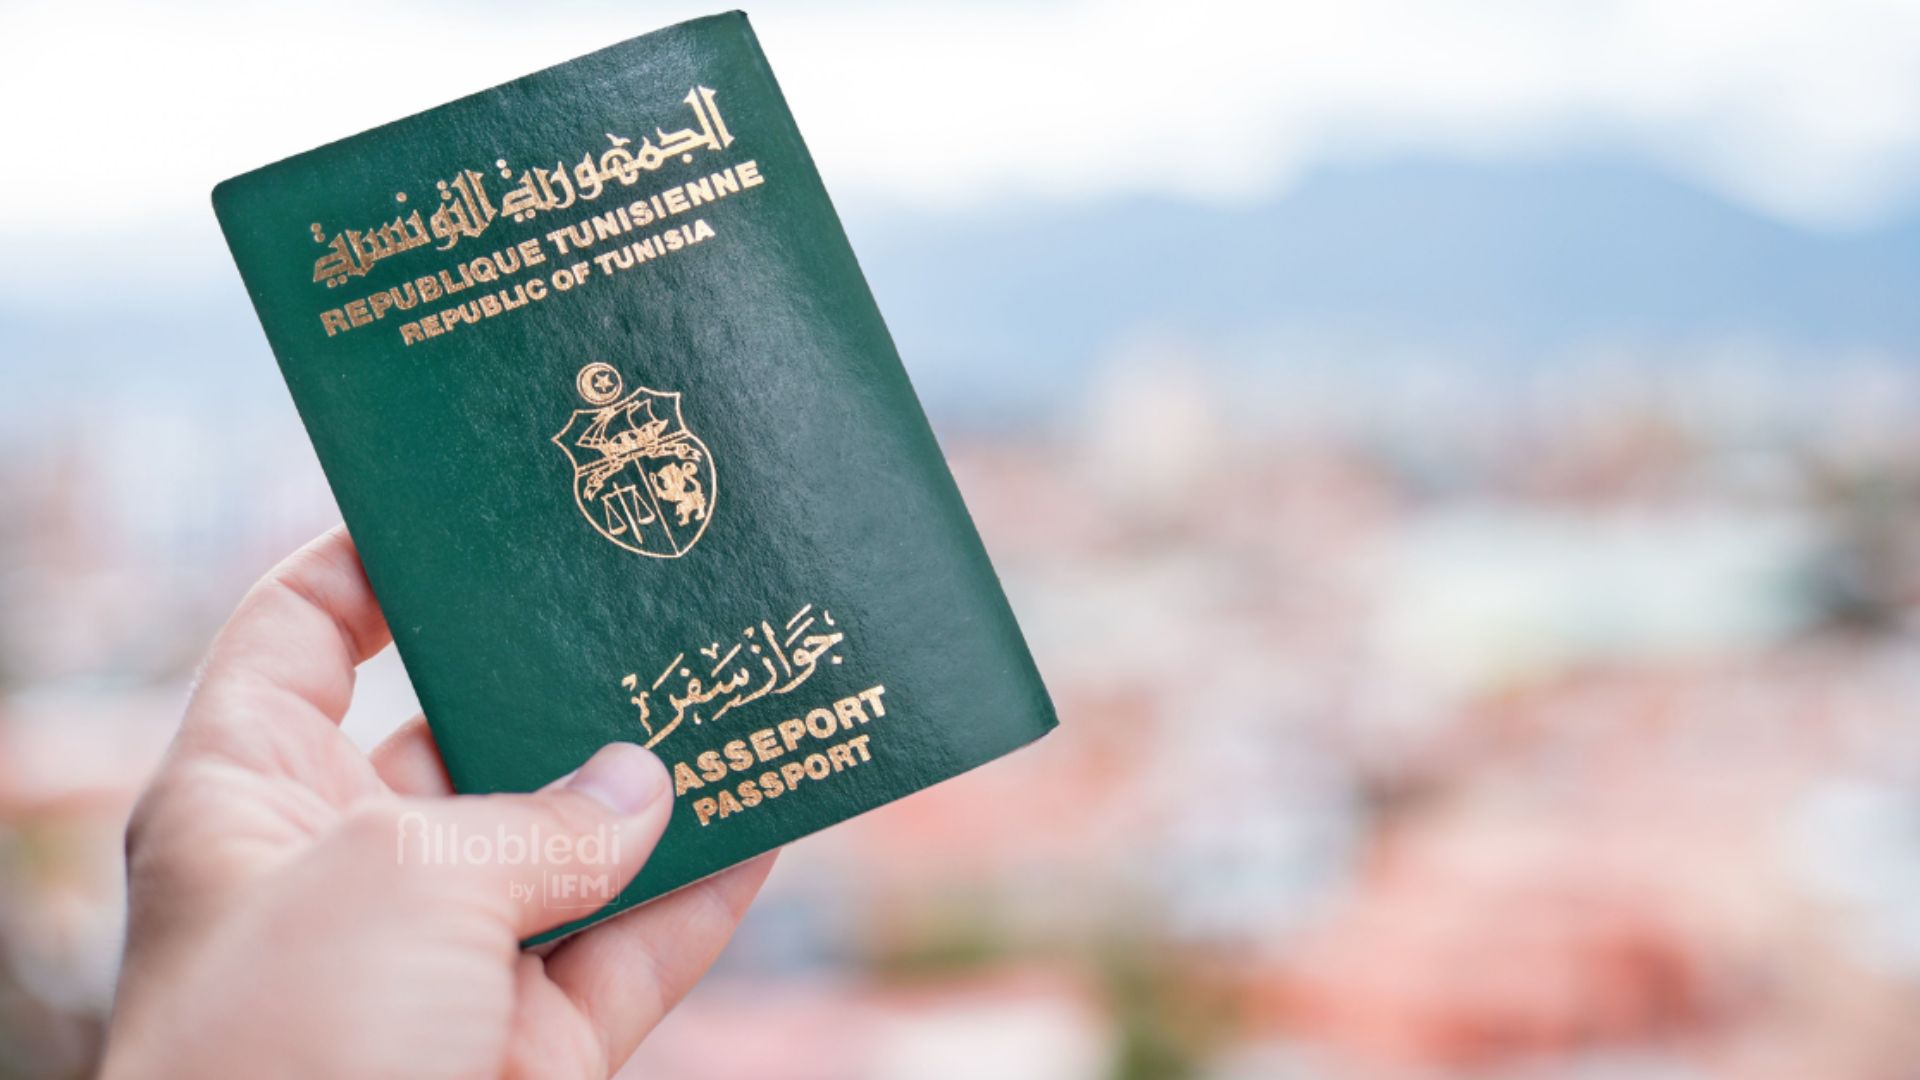 الجمهورية التونسية
REPUBLIQUE TUNISIENNE
REPUBLIC OF TUNISIA
جواز سفر
ASSEPORT
PASSPORT
Allobledi
by IFM